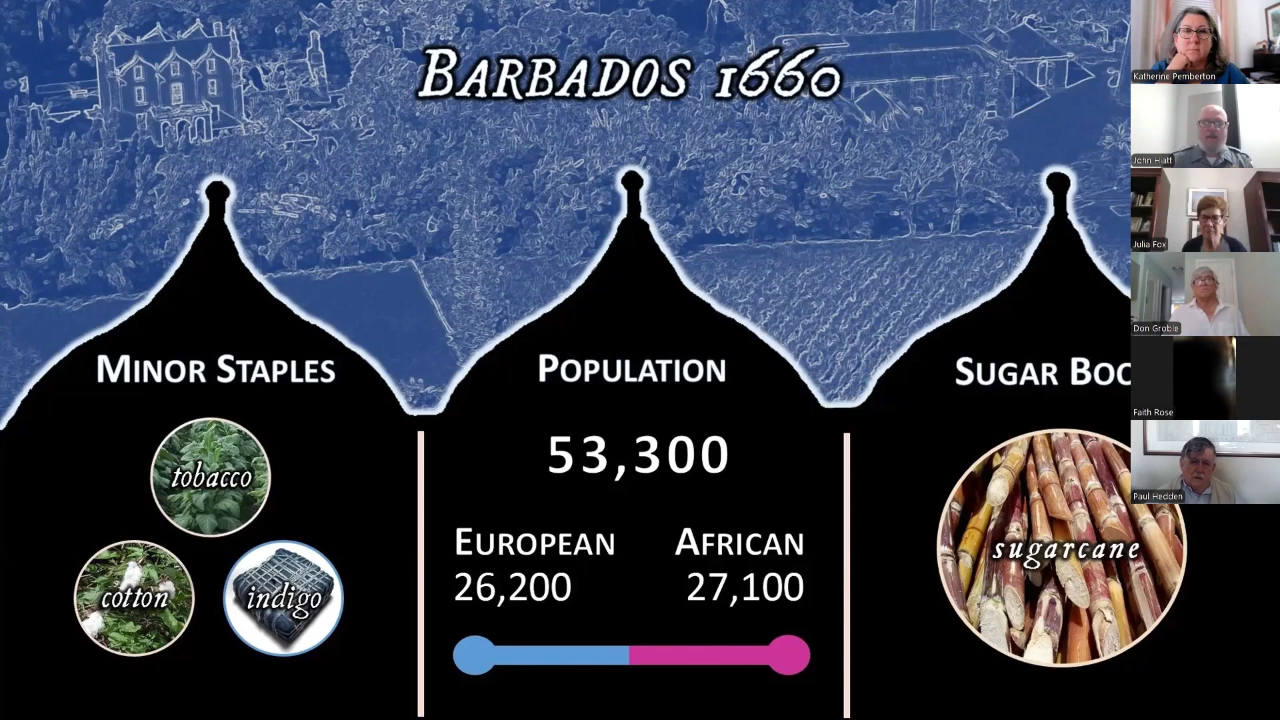 BARBADOS 1660
MINOR STAPLES
tobacco
cotton
indigo
POPULATION
53,300
EUROPEAN
26,200
AFRICAN
27,100
SUGAR BOO
sugarcane
Katherine Pemberton
John Hiatt
Julia Fox
Don Groble
Faith Rose
Paul Hedden